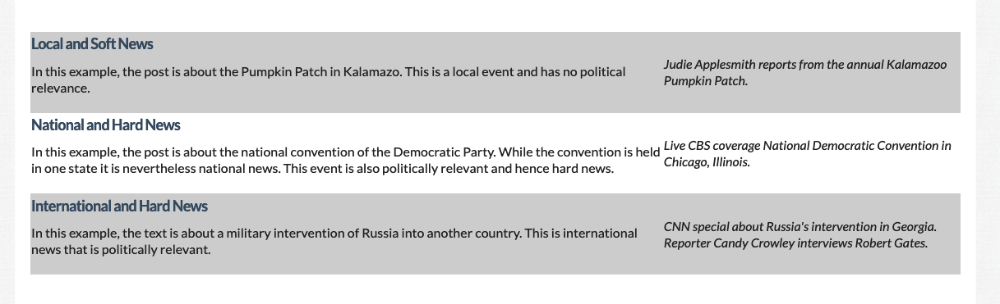 Local and Soft News
In this example, the post is about the Pumpkin Patch in Kalamazo. This is a local event and has no political
relevance.
Judie Applesmith reports from the annual Kalamazoo
Pumpkin Patch.
National and Hard News
In this example, the post is about the national convention of the Democratic Party. While the convention is held
in one state it is nevertheless national news. This event is also politically relevant and hence hard news.
Live CBS coverage National Democratic Convention in
Chicago, Illinois.
International and Hard News
In this example, the text is about a military intervention of Russia into another country. This is international
news that is politically relevant.
CNN special about Russia's intervention in Georgia.
Reporter Candy Crowley interviews Robert Gates.